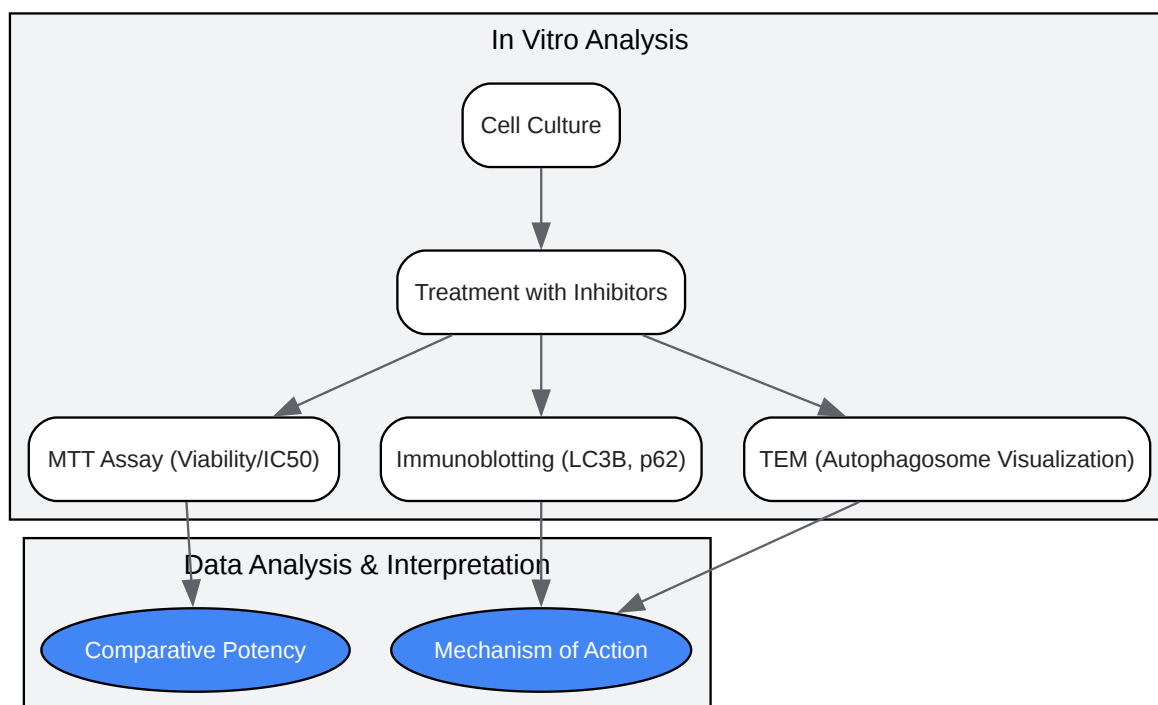 In Vitro Analysis
Cell Culture
Treatment with Inhibitors
MTT Assay (Viability/IC50)
Immunoblotting (LC3B, p62)
TEM (Autophagosome Visualization)
Data Analysis & Interpretation
Comparative Potency
Mechanism of Action